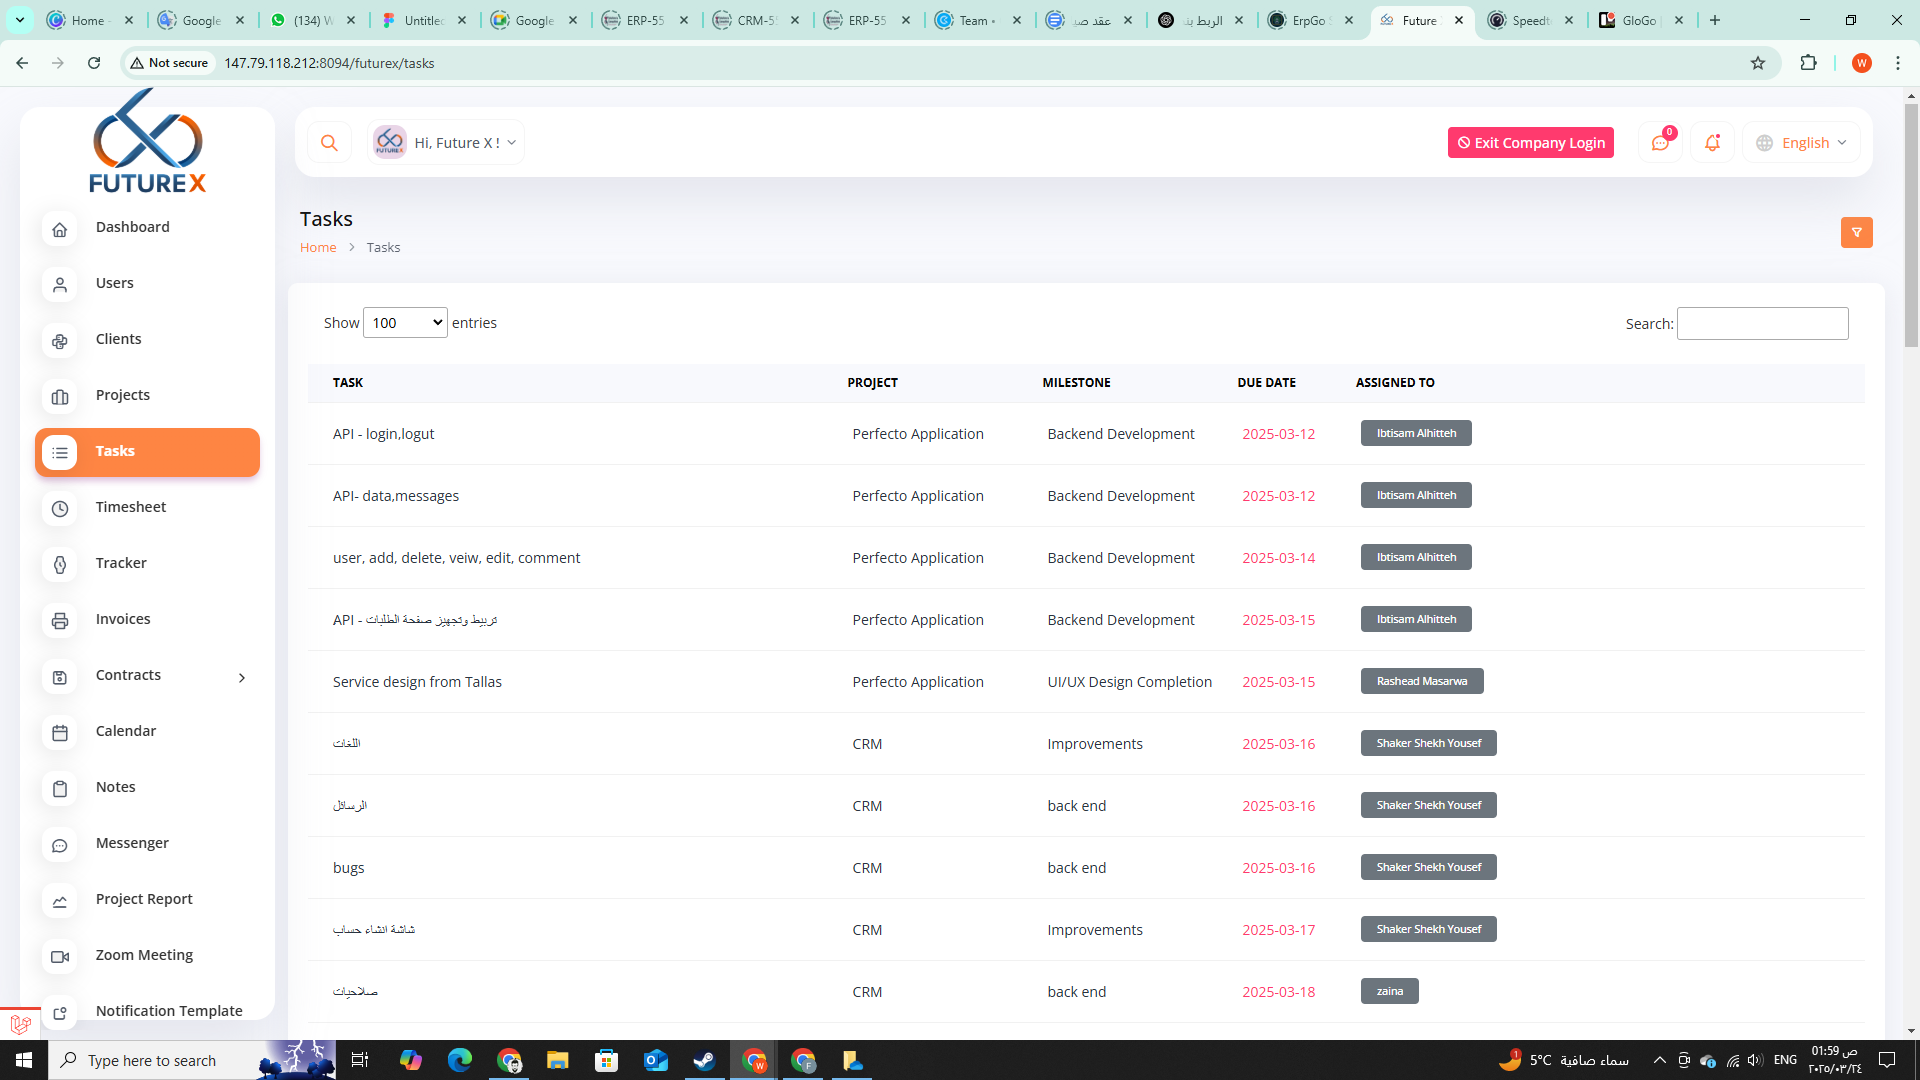 Home -
Google
(134) W
Untitled
Google
ERP-55
CRM-5
ERP-55
Team •
عقد صي
الربط بند
ErpGo S
Future
Speedt
GloGo
Not secure
147.79.118.212:8094/futurex/tasks
W
FUTUREX
Hi, Future X !
Exit Company Login
0
English
Dashboard
Users
Clients
Projects
Tasks
Timesheet
Tracker
Invoices
Contracts
Calendar
Notes
Messenger
Project Report
Zoom Meeting
Notification Template
Tasks
Home > Tasks
Show 100 entries
Search:
TASK PROJECT MILESTONE DUE DATE ASSIGNED TO
API - login,logut Perfecto Application Backend Development 2025-03-12 Ibtisam Alhitteh
API- data,messages Perfecto Application Backend Development 2025-03-12 Ibtisam Alhitteh
user, add, delete, veiw, edit, comment Perfecto Application Backend Development 2025-03-14 Ibtisam Alhitteh
API - تربيط وتجهيز صفحة الطلبات Perfecto Application Backend Development 2025-03-15 Ibtisam Alhitteh
Service design from Tallas Perfecto Application UI/UX Design Completion 2025-03-15 Rashead Masarwa
اللغات CRM Improvements 2025-03-16 Shaker Shekh Yousef
الرسائل CRM back end 2025-03-16 Shaker Shekh Yousef
bugs CRM back end 2025-03-16 Shaker Shekh Yousef
شاشة انشاء حساب CRM Improvements 2025-03-17 Shaker Shekh Yousef
صلاحيات CRM back end 2025-03-18 zaina
Type here to search
1
5°C سماء صافية
ENG
01:59 ص
٢٠٢٥/٠٣/٢٤